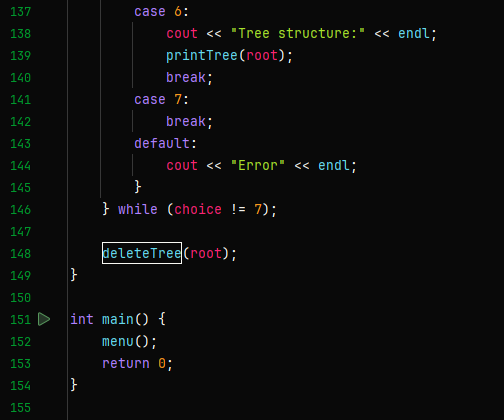 137 case 6:
138 cout << "Tree structure:" << endl;
139 printTree(root);
140 break;
141 case 7:
142 break;
143 default:
144 cout << "Error" << endl;
145 }
146 } while (choice != 7);
147
148 deleteTree(root);
149 }
150
151 int main() {
152 menu();
153 return 0;
154 }
155